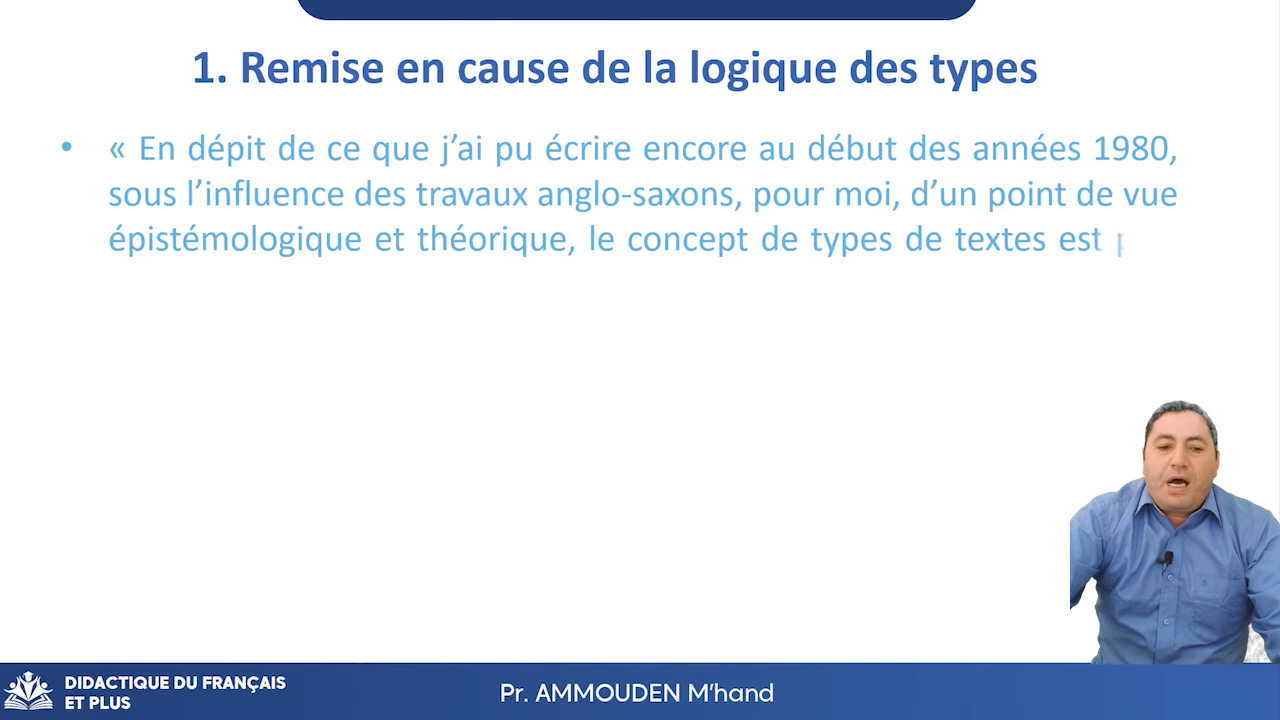 1. Remise en cause de la logique des types
• « En dépit de ce que j’ai pu écrire encore au début des années 1980,
sous l’influence des travaux anglo-saxons, pour moi, d’un point de vue
épistémologique et théorique, le concept de types de textes est
DIDACTIQUE DU FRANÇAIS
ET PLUS
Pr. AMMOUDEN M’hand